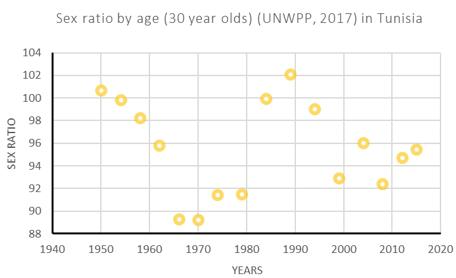 Sex ratio by age (30 year olds) (UNWPP, 2017) in Tunisia
104
102
100
98
96
94
92
90
88
SEX RATIO
1940 1950 1960 1970 1980 1990 2000 2010 2020
YEARS